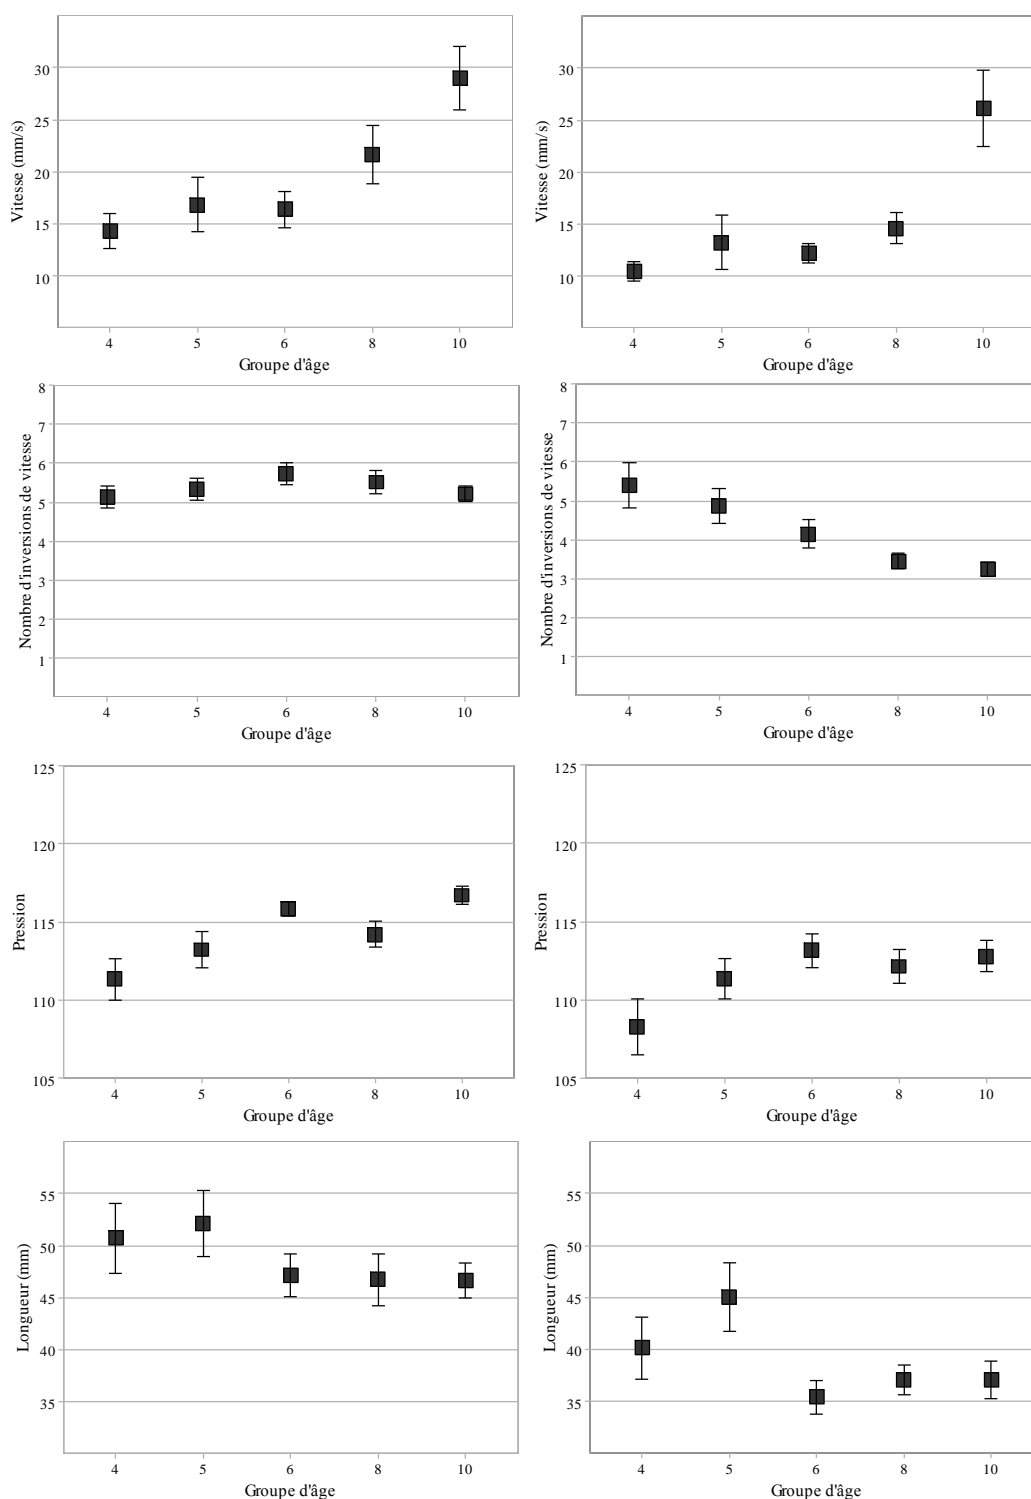 30
25
20
15
10
Vitesse (mm/s)
4 5 6 8 10
Groupe d'âge
30
25
20
15
10
Vitesse (mm/s)
4 5 6 8 10
Groupe d'âge
8
7
6
5
4
3
2
1
Nombre d'inversions de vitesse
4 5 6 8 10
Groupe d'âge
8
7
6
5
4
3
2
1
Nombre d'inversions de vitesse
4 5 6 8 10
Groupe d'âge
125
120
115
110
105
Pression
4 5 6 8 10
Groupe d'âge
125
120
115
110
105
Pression
4 5 6 8 10
Groupe d'âge
55
50
45
40
35
Longueur (mm)
4 5 6 8 10
Groupe d'âge
55
50
45
40
35
Longueur (mm)
4 5 6 8 10
Groupe d'âge